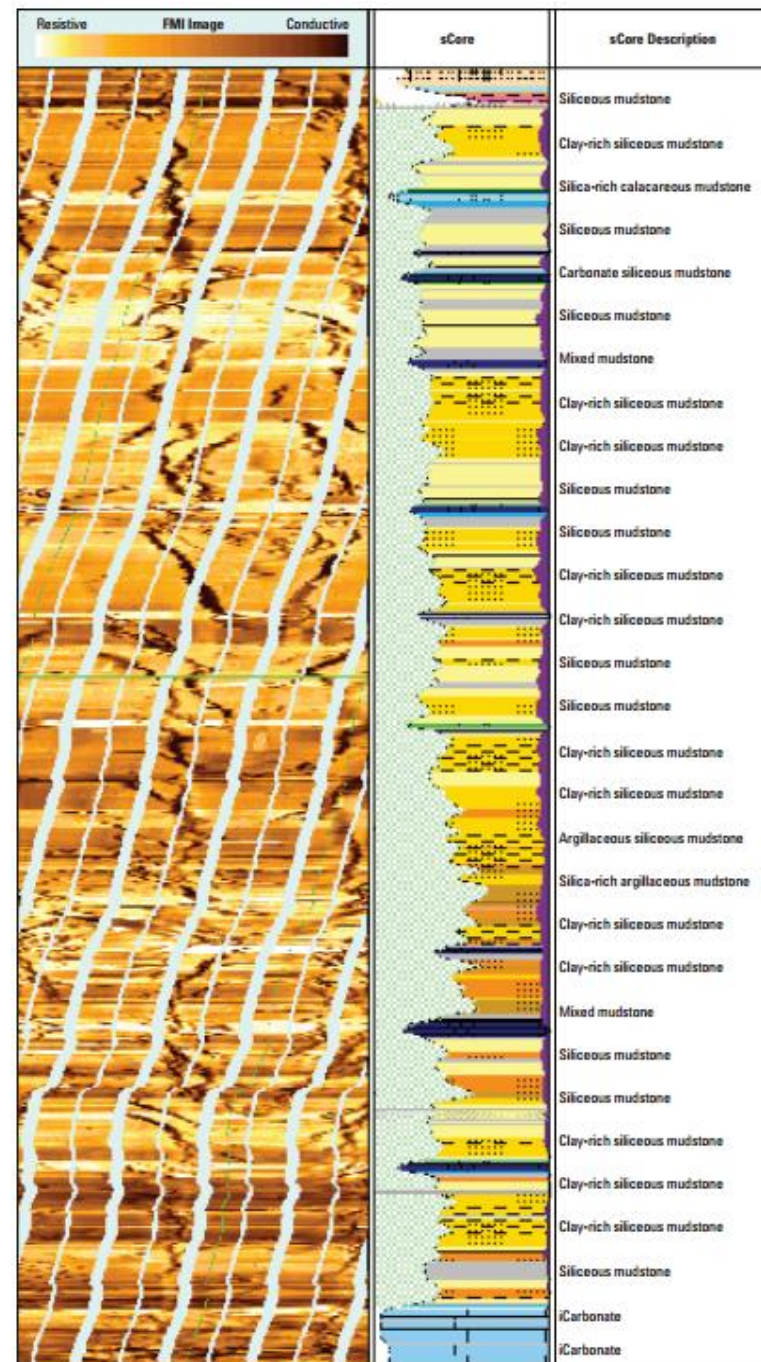 Resistive FMI Image Conductive
sCore
sCore Description
Siliceous mudstone
Clay-rich siliceous mudstone
Silica-rich calacareous mudstone
Siliceous mudstone
Carbonate siliceous mudstone
Siliceous mudstone
Mixed mudstone
Clay-rich siliceous mudstone
Clay-rich siliceous mudstone
Siliceous mudstone
Siliceous mudstone
Clay-rich siliceous mudstone
Clay-rich siliceous mudstone
Siliceous mudstone
Siliceous mudstone
Clay-rich siliceous mudstone
Clay-rich siliceous mudstone
Argillaceous siliceous mudstone
Silica-rich argillaceous mudstone
Clay-rich siliceous mudstone
Clay-rich siliceous mudstone
Mixed mudstone
Siliceous mudstone
Siliceous mudstone
Clay-rich siliceous mudstone
Clay-rich siliceous mudstone
Clay-rich siliceous mudstone
Siliceous mudstone
iCarbonate
iCarbonate